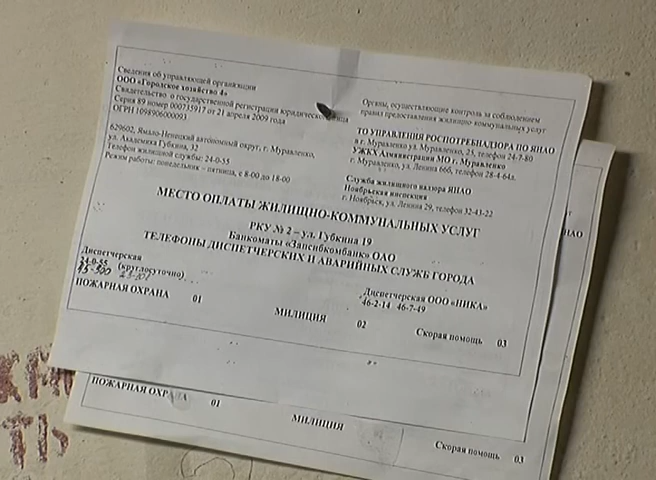 Сведения об управляющей организации
ООО «Городское хозяйство 4»
Свидетельство о государственной регистрации юридического лица
Серия 89 номер 000735917 от 21 апреля 2009 года
ОГРН 1098906000093
629602, Ямало-Ненецкий автономный округ, г. Муравленко,
ул. Академика Губкина, 32
Телефон жилищной службы: 24-0-55
Режим работы: понедельник – пятница, с 8-00 до 18-00
Органы, осуществляющие контроль за соблюдением
правил предоставления жилищно-коммунальных услуг
ТО УПРАВЛЕНИЯ РОСПОТРЕБНАДЗОРА ПО ЯНАО
в г. Муравленко ул. Муравленко, 25, телефон 24-7-80
УЖКХ Администрации МО г. Муравленко
г. Муравленко, ул. Ленина 66б, телефон 28-4-64
Служба жилищного надзора ЯНАО
Ноябрьская инспекция
г. Ноябрьск, ул. Ленина 29, телефон 32-43-22
МЕСТО ОПЛАТЫ ЖИЛИЩНО-КОММУНАЛЬНЫХ УСЛУГ
РКУ № 2 – ул. Губкина 19
Банкоматы «Запсибкомбанк» ОАО
ТЕЛЕФОНЫ ДИСПЕТЧЕРСКИХ И АВАРИЙНЫХ СЛУЖБ ГОРОДА
Диспетчерская
24-0-55 (круглосуточно)
Диспетчерская ООО «НИКА»
46-2-14 46-7-49
ПОЖАРНАЯ ОХРАНА 01 МИЛИЦИЯ 02 Скорая помощь 03
ЯНАО
ПОЖАРНАЯ ОХРАНА 01 МИЛИЦИЯ Скорая помощь 03
ТЬ